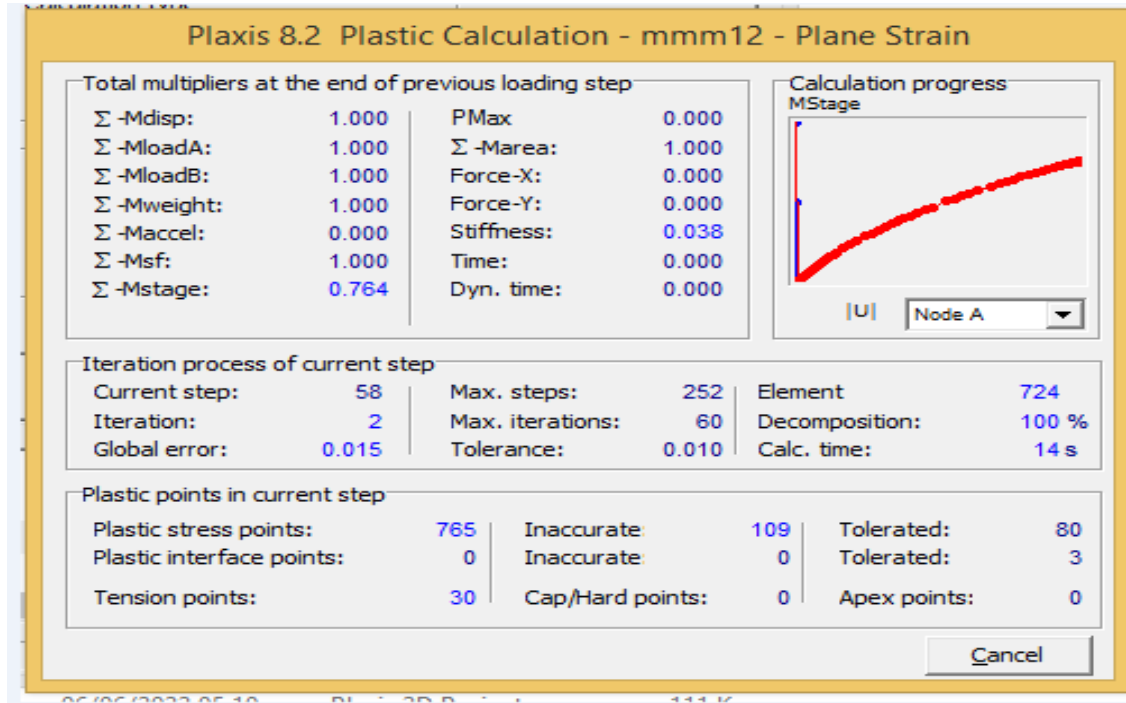 Plaxis 8.2 Plastic Calculation - mmm12 - Plane Strain
Total multipliers at the end of previous loading step
Σ -Mdisp: 1.000 PMax 0.000
Σ -MloadA: 1.000 Σ -Marea: 1.000
Σ -MloadB: 1.000 Force-X: 0.000
Σ -Mweight: 1.000 Force-Y: 0.000
Σ -Maccel: 0.000 Stiffness: 0.038
Σ -Msf: 1.000 Time: 0.000
Σ -Mstage: 0.764 Dyn. time: 0.000
Calculation progress
MStage
|U| Node A
Iteration process of current step
Current step: 58 Max. steps: 252 Element 724
Iteration: 2 Max. iterations: 60 Decomposition: 100 %
Global error: 0.015 Tolerance: 0.010 Calc. time: 14 s
Plastic points in current step
Plastic stress points: 765 Inaccurate: 109 Tolerated: 80
Plastic interface points: 0 Inaccurate: 0 Tolerated: 3
Tension points: 30 Cap/Hard points: 0 Apex points: 0
Cancel